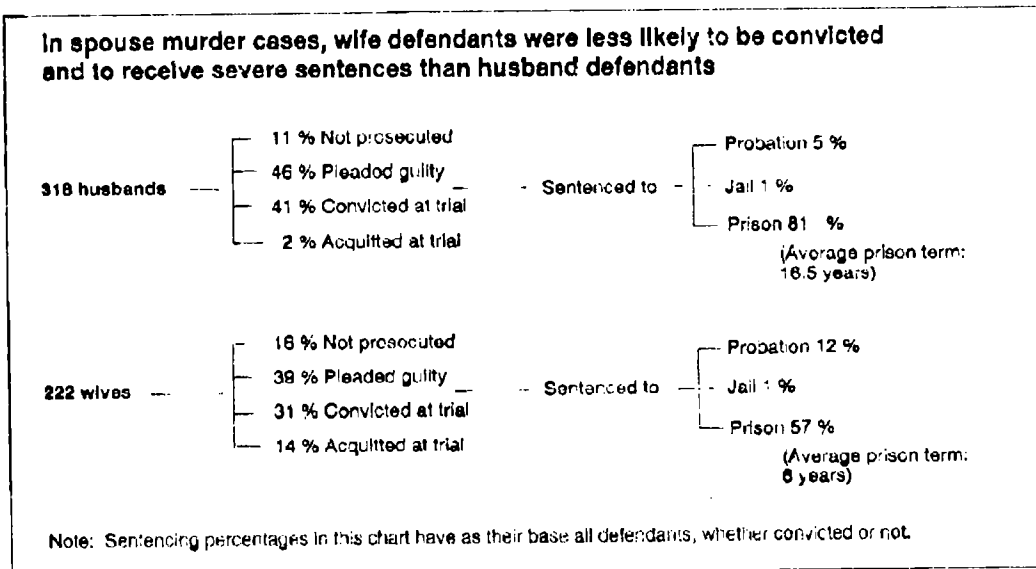 In spouse murder cases, wife defendants were less likely to be convicted
and to receive severe sentences than husband defendants
318 husbands
11 % Not prosecuted
46 % Pleaded guilty
41 % Convicted at trial
2 % Acquitted at trial
Sentenced to
Probation 5 %
Jail 1 %
Prison 81 %
(Average prison term:
16.5 years)
222 wives
16 % Not prosecuted
39 % Pleaded guilty
31 % Convicted at trial
14 % Acquitted at trial
Sentenced to
Probation 12 %
Jail 1 %
Prison 57 %
(Average prison term:
6 years)
Note: Sentencing percentages in this chart have as their base all defendants, whether convicted or not.